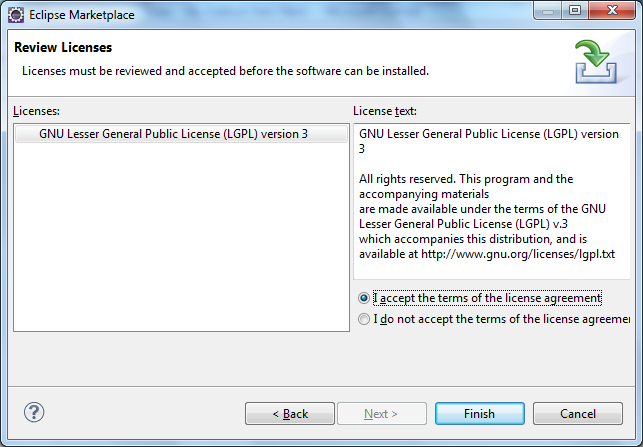 Eclipse Marketplace
Review Licenses
Licenses must be reviewed and accepted before the software can be installed.
Licenses:
GNU Lesser General Public License (LGPL) version 3
License text:
GNU Lesser General Public License (LGPL) version
3
All rights reserved. This program and the
accompanying materials
are made available under the terms of the GNU
Lesser General Public License (LGPL) v.3
which accompanies this distribution, and is
available at http://www.gnu.org/licenses/lgpl.txt
I accept the terms of the license agreement
I do not accept the terms of the license agreemer
< Back
Next >
Finish
Cancel